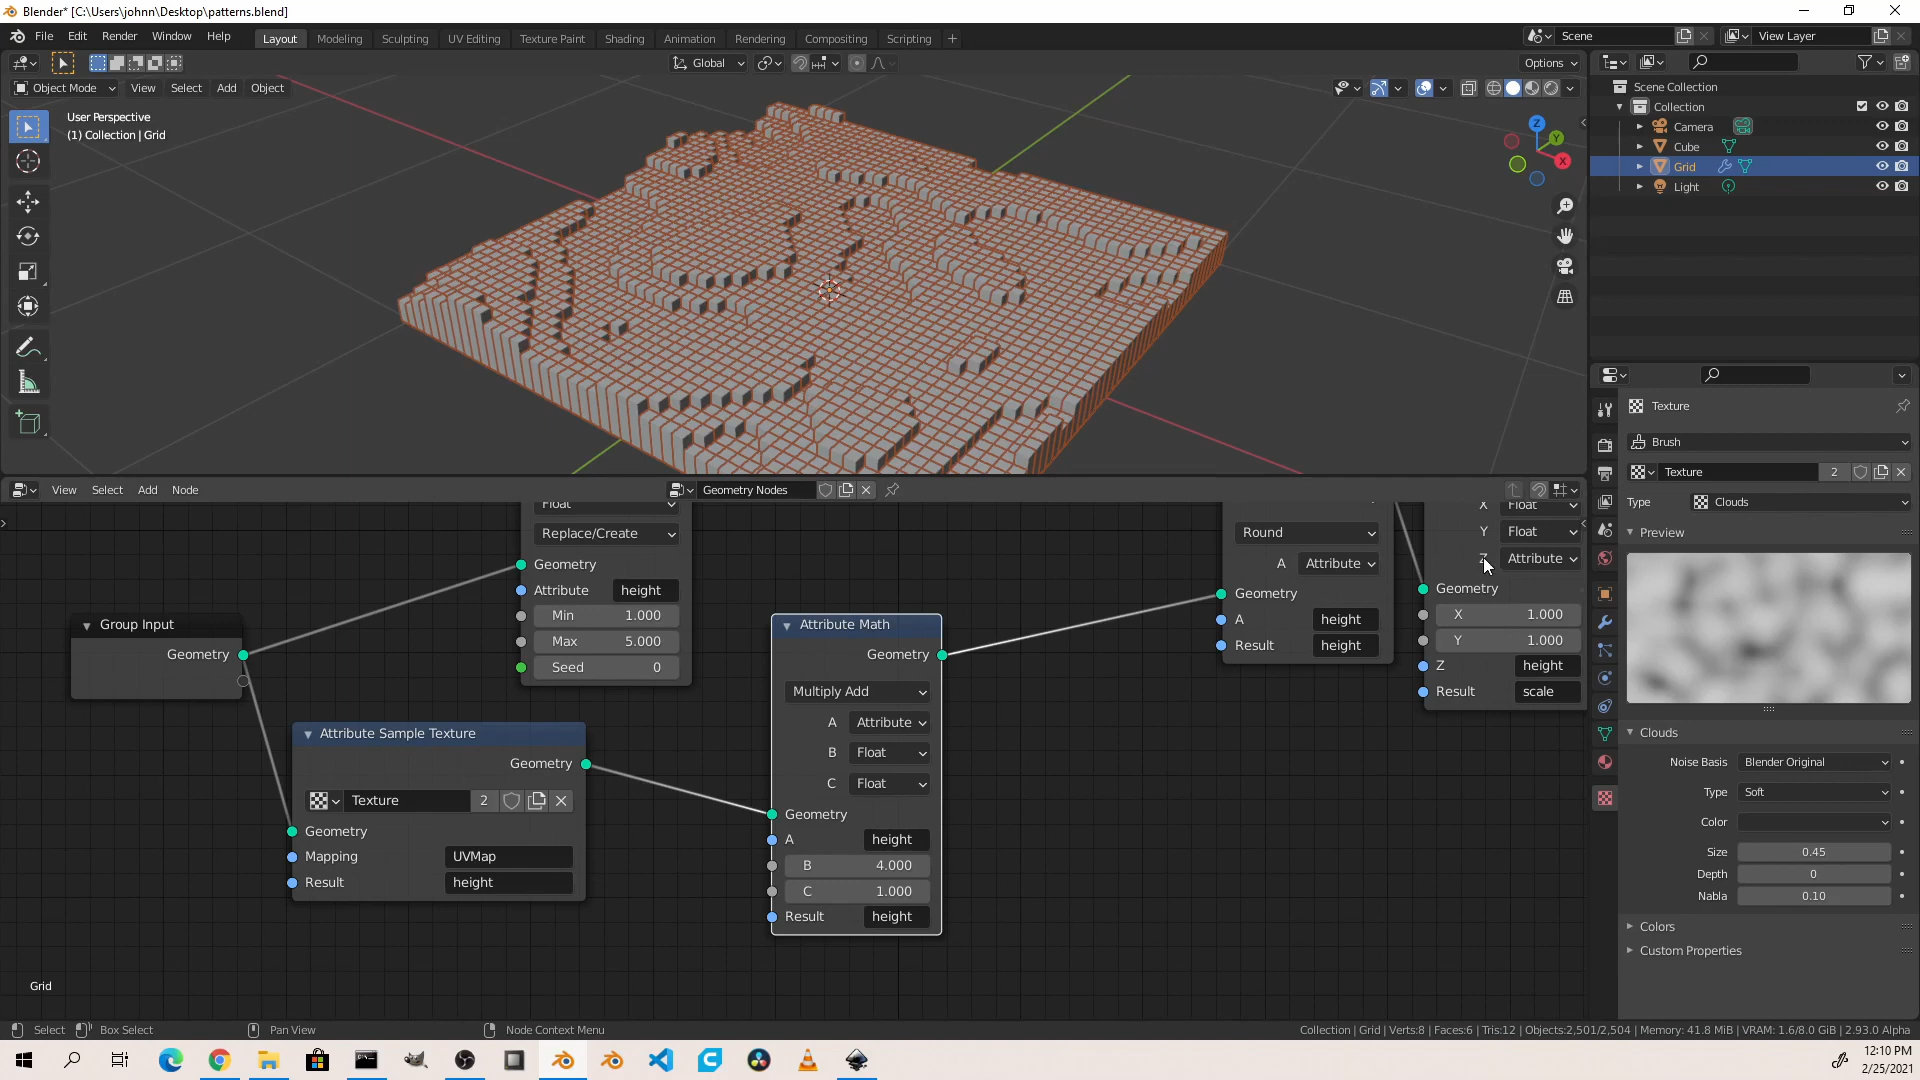 Blender* [C:\Users\johnn\Desktop\patterns.blend]
File Edit Render Window Help Layout Modeling Sculpting UV Editing Texture Paint Shading Animation Rendering Compositing Scripting + Scene View Layer
Global Options
Object Mode View Select Add Object
User Perspective
(1) Collection | Grid
Z
Y
X
Scene Collection
Collection
Camera
Cube
Grid
Light
Texture
Brush
Texture 2
Type Clouds
Preview
Clouds
Noise Basis Blender Original
Type Soft
Color
Size 0.45
Depth 0
Nabla 0.10
Colors
Custom Properties
View Select Add Node Geometry Nodes
Group Input
Geometry
Float
Replace/Create
Geometry
Attribute height
Min 1.000
Max 5.000
Seed 0
Attribute Sample Texture
Geometry
Texture 2
Geometry
Mapping UVMap
Result height
Attribute Math
Geometry
Multiply Add
A Attribute
B Float
C Float
Geometry
A height
B 4.000
C 1.000
Result height
Round
A Attribute
Geometry
A height
Result height
X Float
Y Float
Z Attribute
Geometry
X 1.000
Y 1.000
Z height
Result scale
Grid
Select Box Select Pan View Node Context Menu Collection | Grid | Verts:8 | Faces:6 | Tris:12 | Objects:2,501/2,504 | Memory: 41.8 MiB | VRAM: 1.6/8.0 GiB | 2.93.0 Alpha
12:10 PM
2/25/2021